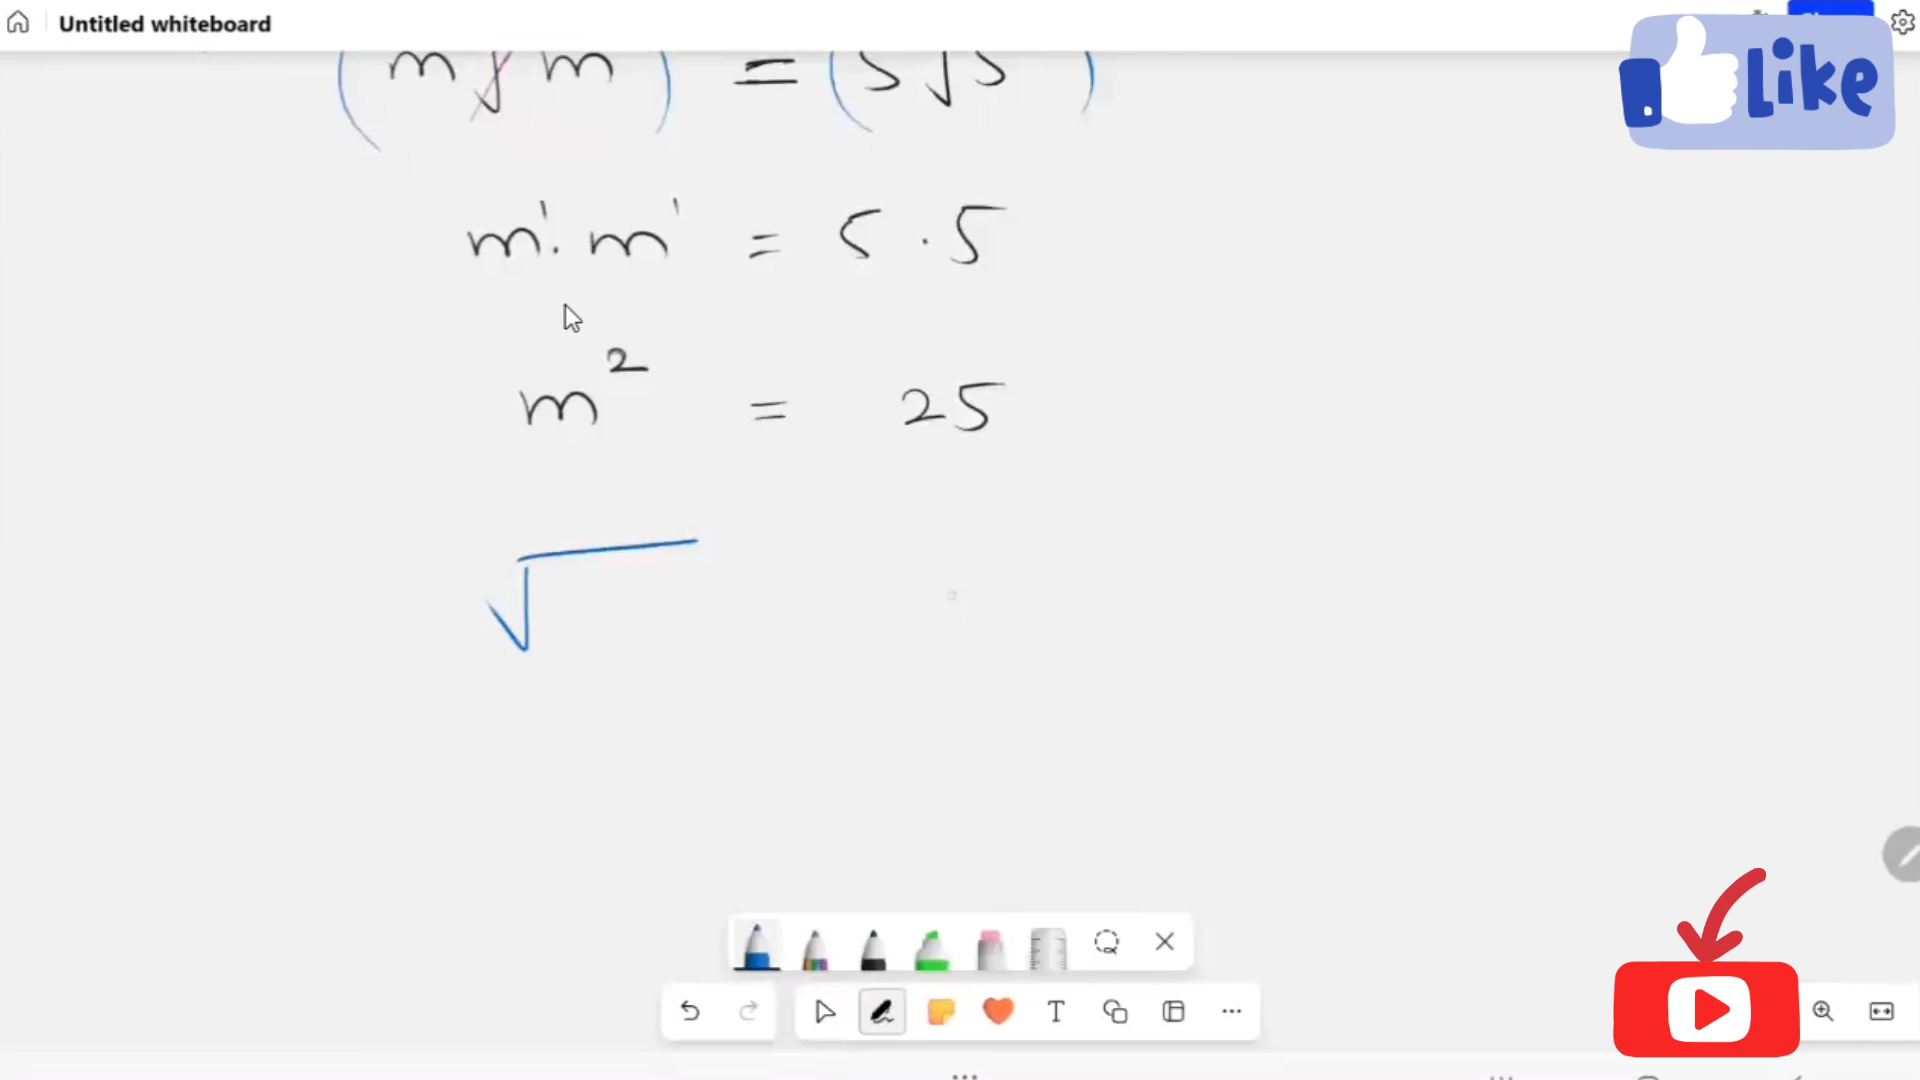 Untitled whiteboard
Like
(m m) = (5√5)
m¹. m¹ = 5 . 5
m² = 25
√
T